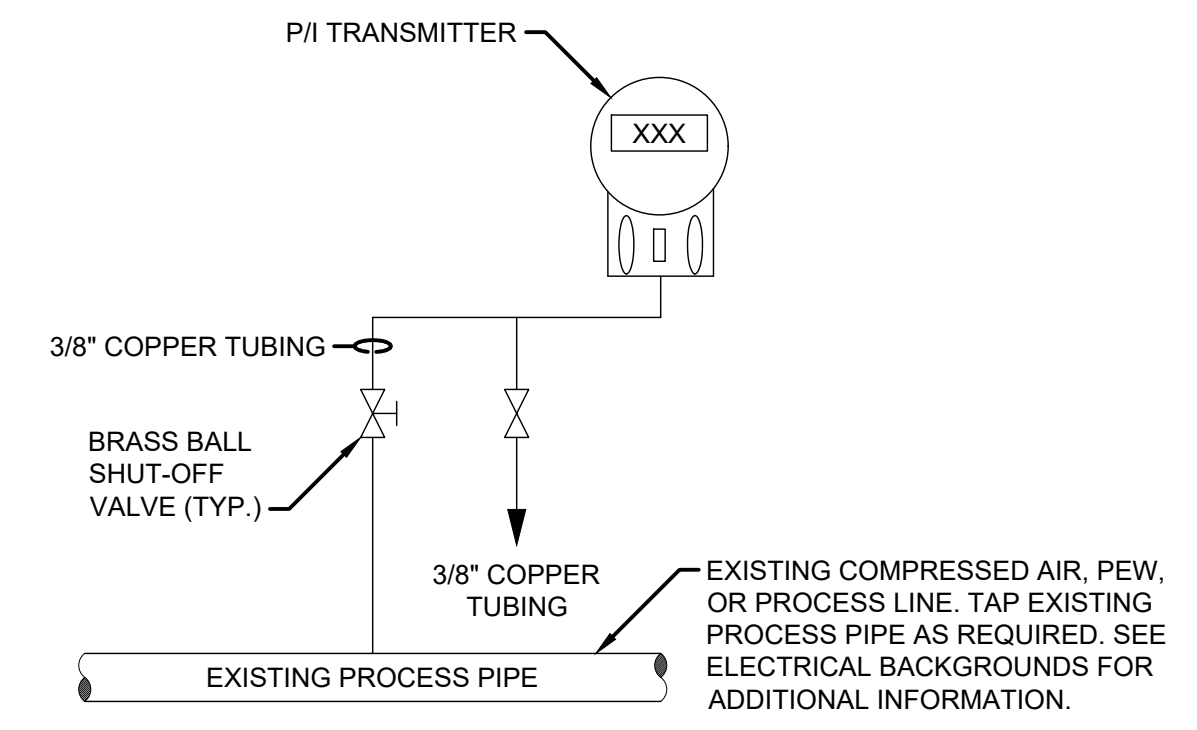 P/I TRANSMITTER
XXX
3/8" COPPER TUBING
BRASS BALL
SHUT-OFF
VALVE (TYP.)
3/8" COPPER
TUBING
EXISTING COMPRESSED AIR, PEW,
OR PROCESS LINE. TAP EXISTING
PROCESS PIPE AS REQUIRED. SEE
ELECTRICAL BACKGROUNDS FOR
ADDITIONAL INFORMATION.
EXISTING PROCESS PIPE